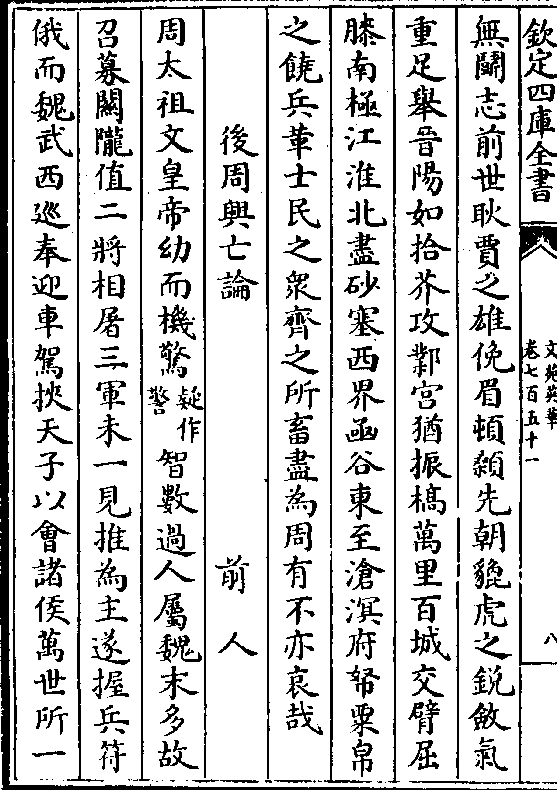 欽定四庫全書
文苑英華
卷七百五十一
八
無鬬志前世耿賈之雄俛眉頓顙先朝貔虎之鋭斂氣
重足舉晉陽如拾芥攻鄴宮猶振槁萬里百城交臂屈
膝南極江淮北盡砂塞西界函谷東至滄溟府帑粟帛
之饒兵革士民之衆齊之所畜盡為周有不亦哀哉
後周興亡論 前人
周太祖文皇帝幼而機驚疑作警智數過人屬魏末多故
召募關隴值二將相屠三軍未一見推為主遂握兵符
俄而魏武西巡奉迎車駕挾天子以會諸侯萬世所一